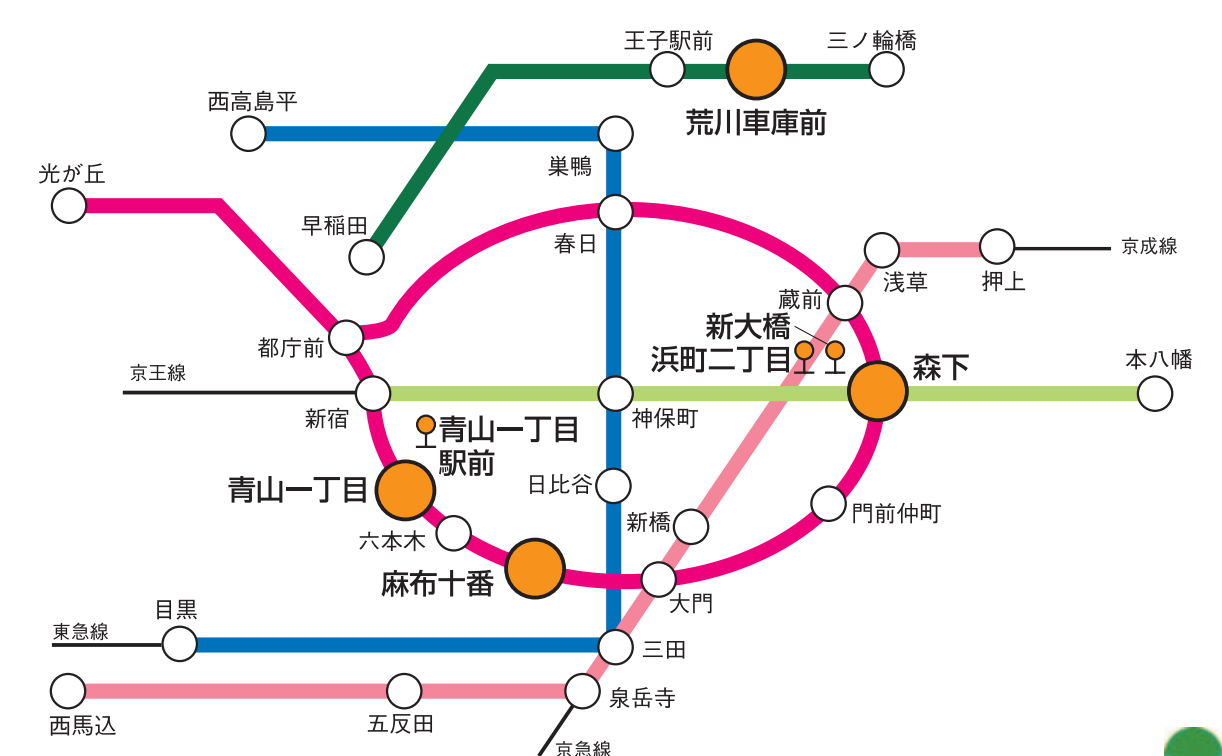 王子駅前
三ノ輪橋
荒川車庫前
西高島平
巣鴨
光が丘
早稲田
春日
京成線
浅草
押上
蔵前
新大橋
浜町二丁目
森下
本八幡
都庁前
京王線
新宿
神保町
青山一丁目
駅前
青山一丁目
日比谷
六本木
新橋
門前仲町
麻布十番
大門
目黒
東急線
三田
西馬込
五反田
泉岳寺
京急線